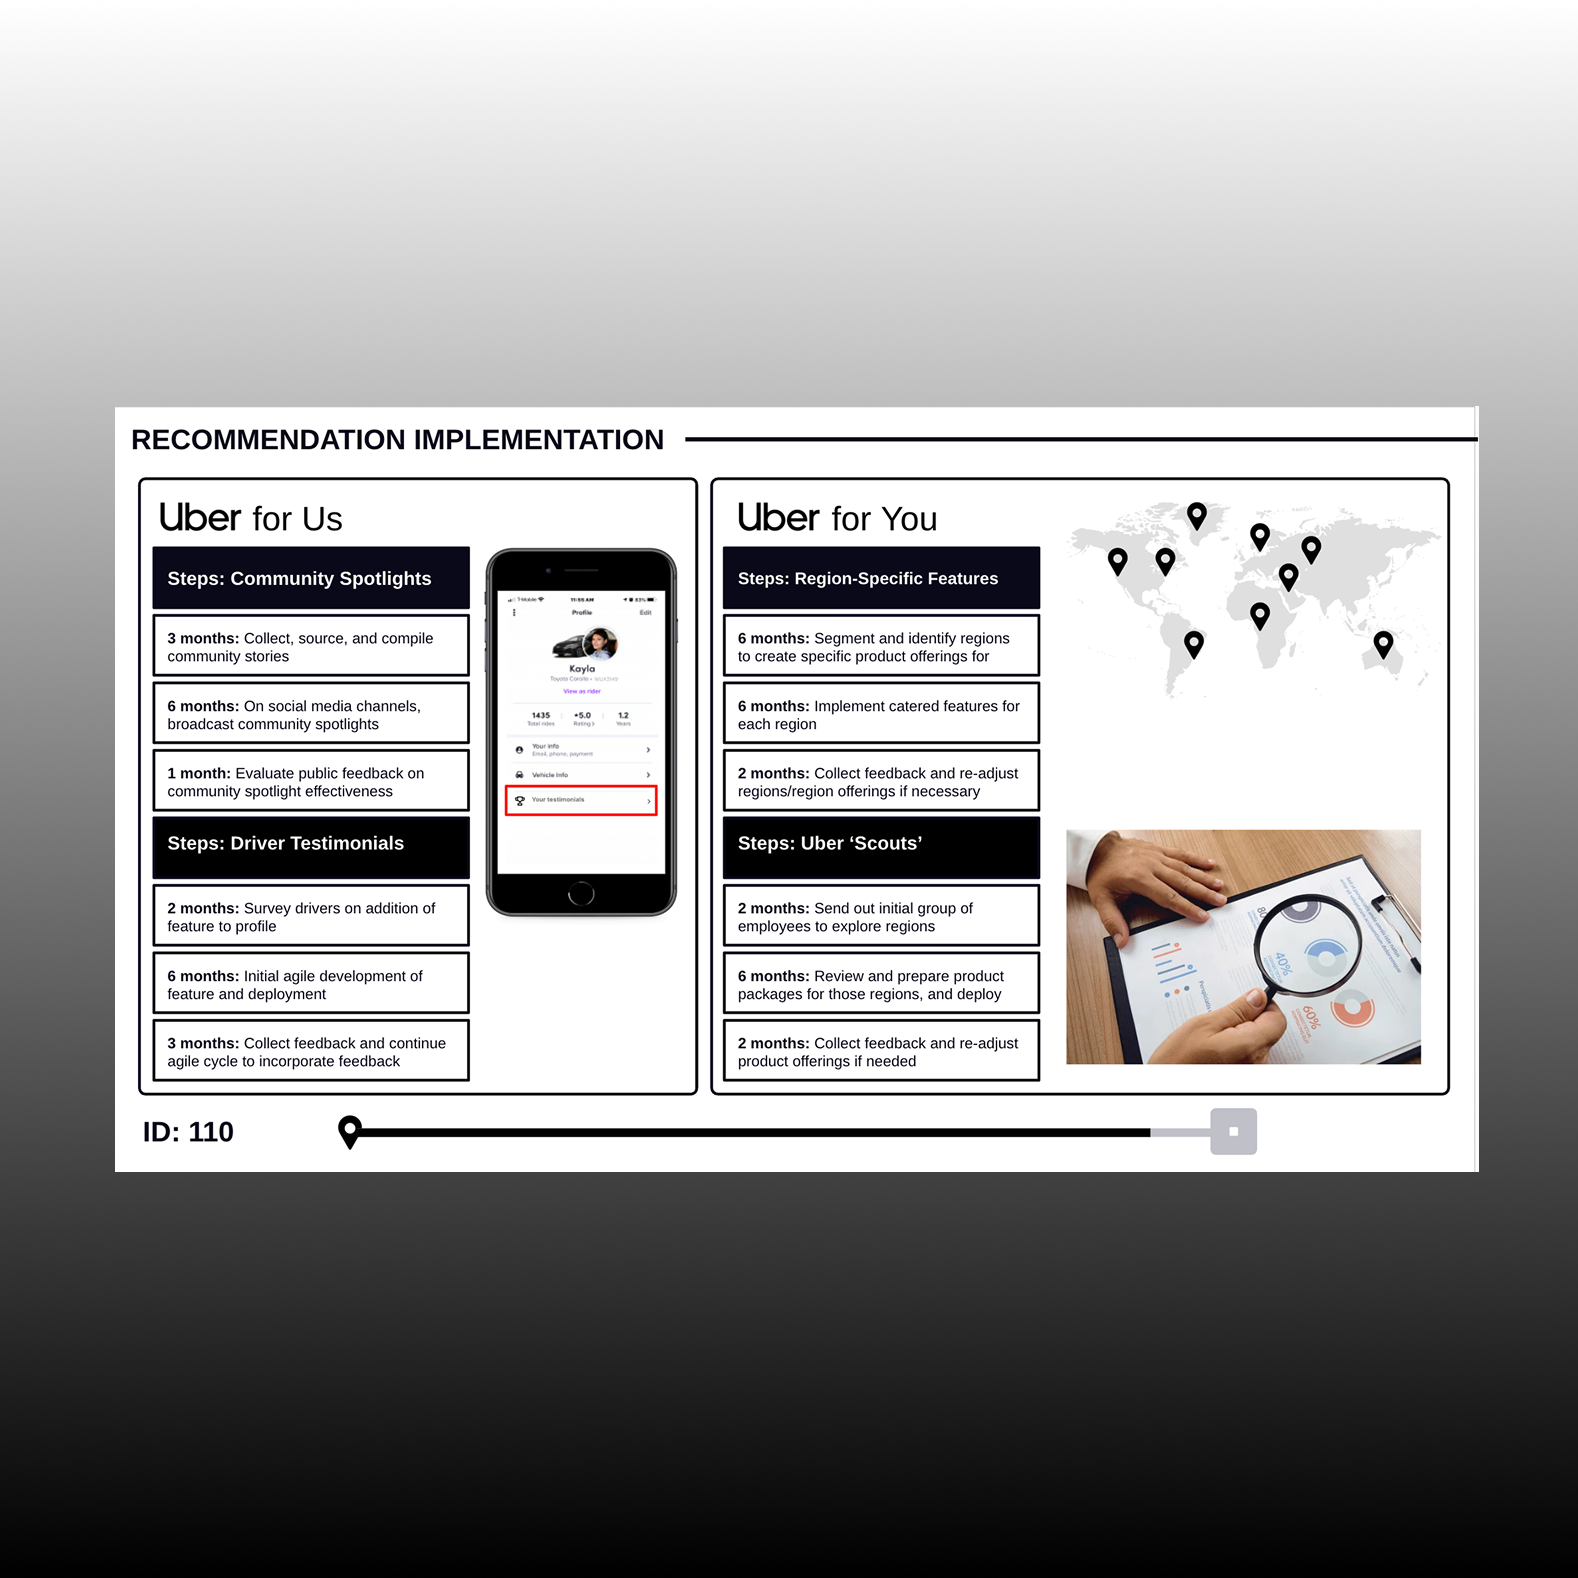 RECOMMENDATION IMPLEMENTATION
Uber for Us
Steps: Community Spotlights
3 months: Collect, source, and compile
community stories
6 months: On social media channels,
broadcast community spotlights
1 month: Evaluate public feedback on
community spotlight effectiveness
Steps: Driver Testimonials
2 months: Survey drivers on addition of
feature to profile
6 months: Initial agile development of
feature and deployment
3 months: Collect feedback and continue
agile cycle to incorporate feedback
T-Mobile 11:55 AM 83%
Profile Edit
Kayla
Toyota Corolla •
View as rider
1435 +5.0 1.2
Total rides Rating Years
Your info
Email, phone, payment
Vehicle Info
Your testimonials
Uber for You
Steps: Region-Specific Features
6 months: Segment and identify regions
to create specific product offerings for
6 months: Implement catered features for
each region
2 months: Collect feedback and re-adjust
regions/region offerings if necessary
Steps: Uber ‘Scouts’
2 months: Send out initial group of
employees to explore regions
6 months: Review and prepare product
packages for those regions, and deploy
2 months: Collect feedback and re-adjust
product offerings if needed
80
40%
60%
ID: 110